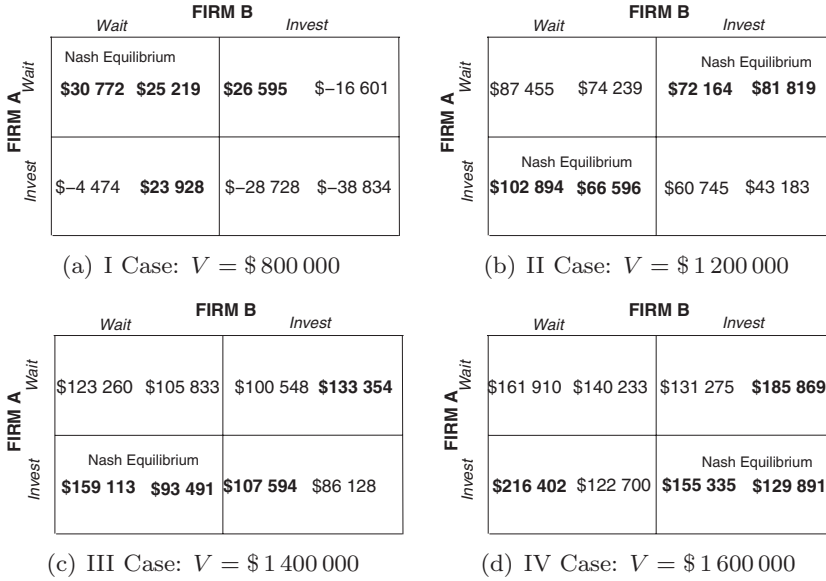 FIRM B
Wait Invest
FIRM A
Wait
Nash Equilibrium
$30 772 $25 219 $26 595 $−16 601
Invest
$−4 474 $23 928 $−28 728 $−38 834
(a) I Case: V = $ 800 000
FIRM B
Wait Invest
FIRM A
Wait
Nash Equilibrium
$87 455 $74 239 $72 164 $81 819
Invest
Nash Equilibrium
$102 894 $66 596 $60 745 $43 183
(b) II Case: V = $ 1 200 000
FIRM B
Wait Invest
FIRM A
Wait
$123 260 $105 833 $100 548 $133 354
Invest
Nash Equilibrium
$159 113 $93 491 $107 594 $86 128
(c) III Case: V = $ 1 400 000
FIRM B
Wait Invest
FIRM A
Wait
$161 910 $140 233 $131 275 $185 869
Invest
Nash Equilibrium
$216 402 $122 700 $155 335 $129 891
(d) IV Case: V = $ 1 600 000